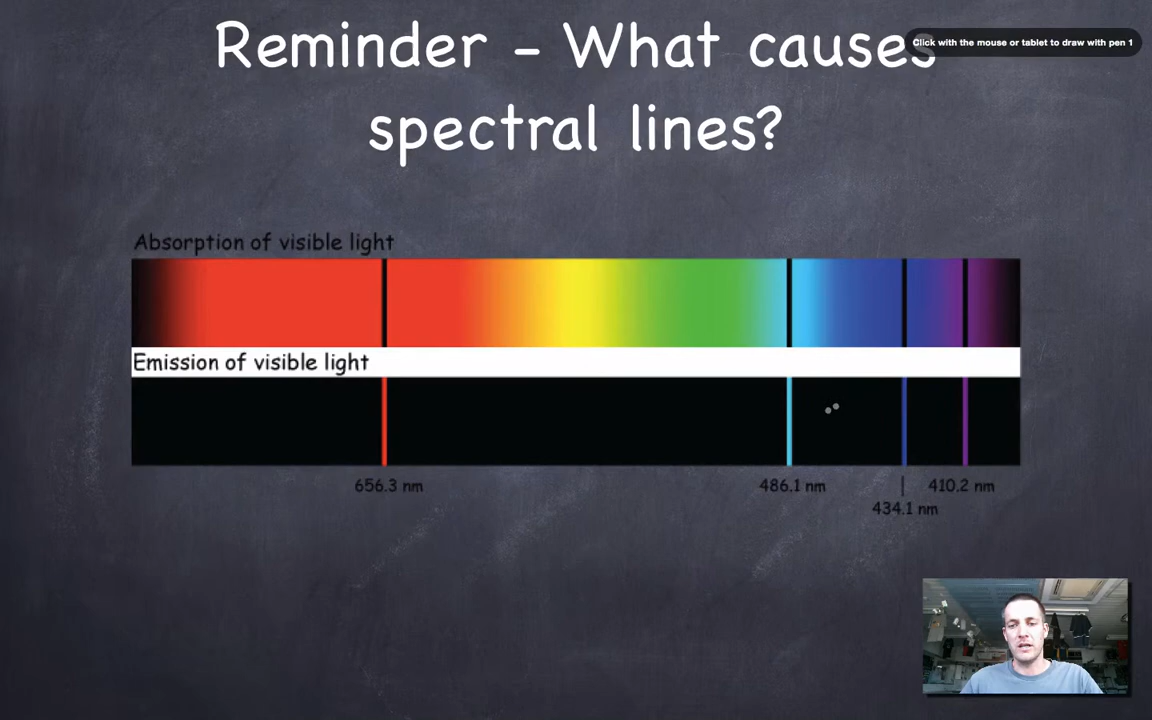 Reminder - What causes
Click with the mouse or tablet to draw with pen 1
spectral lines?
Absorption of visible light
Emission of visible light
656.3 nm
486.1 nm
410.2 nm
434.1 nm